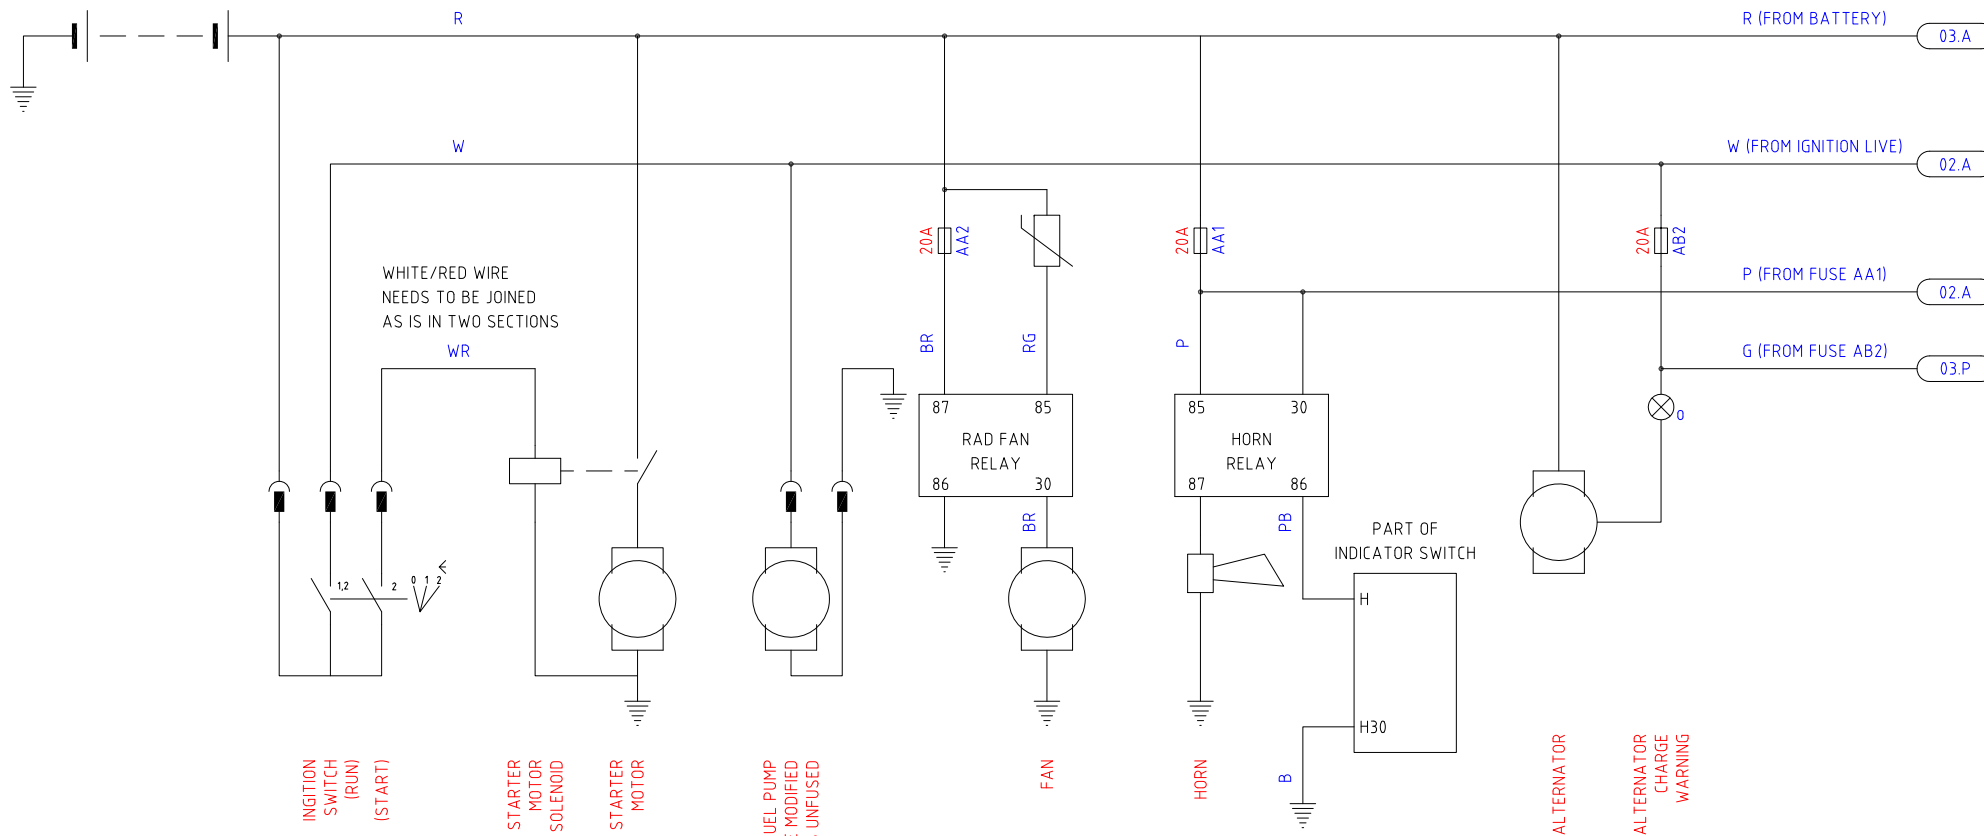 R
R (FROM BATTERY)
03.A
W
W (FROM IGNITION LIVE)
02.A
20A
AA2
20A
AA1
20A
AB2
WHITE/RED WIRE
NEEDS TO BE JOINED
AS IS IN TWO SECTIONS
P (FROM FUSE AA1)
02.A
WR
BR
RG
P
G (FROM FUSE AB2)
03.P
87 85
RAD FAN
RELAY
86 30
85 30
HORN
RELAY
87 86
O
BR
PB
PART OF
INDICATOR SWITCH
1,2
2
0 1 2
H
H30
B
INGITION
SWITCH
(RUN)
(START)
STARTER
MOTOR
SOLENOID
STARTER
MOTOR
UEL PUMP
MODIFIED
UNFUSED
FAN
HORN
ALTERNATOR
ALTERNATOR
CHARGE
WARNING